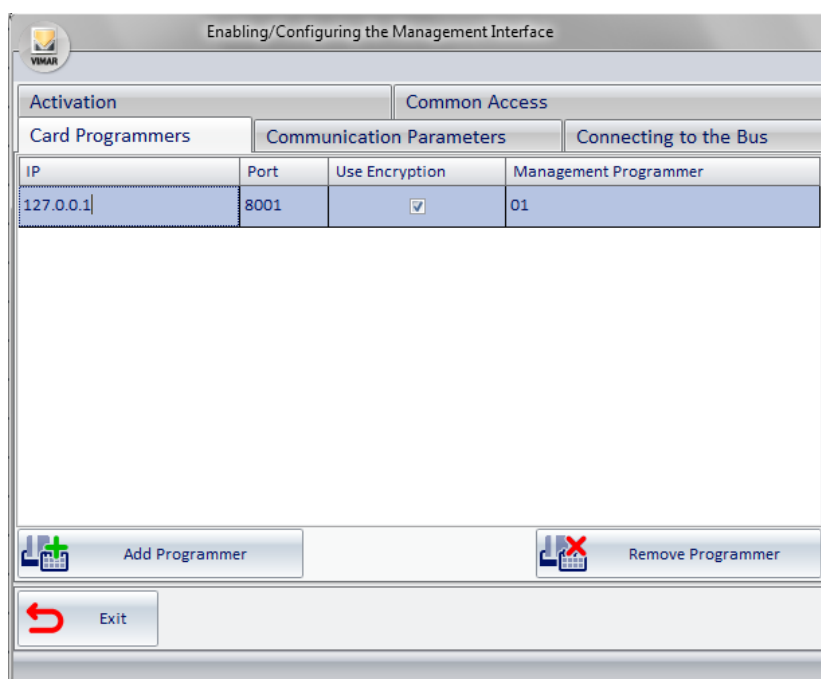 Enabling/Configuring the Management Interface
VIMAR
Activation Common Access
Card Programmers Communication Parameters Connecting to the Bus
IP Port Use Encryption Management Programmer
127.0.0.1 8001 01
Add Programmer Remove Programmer
Exit